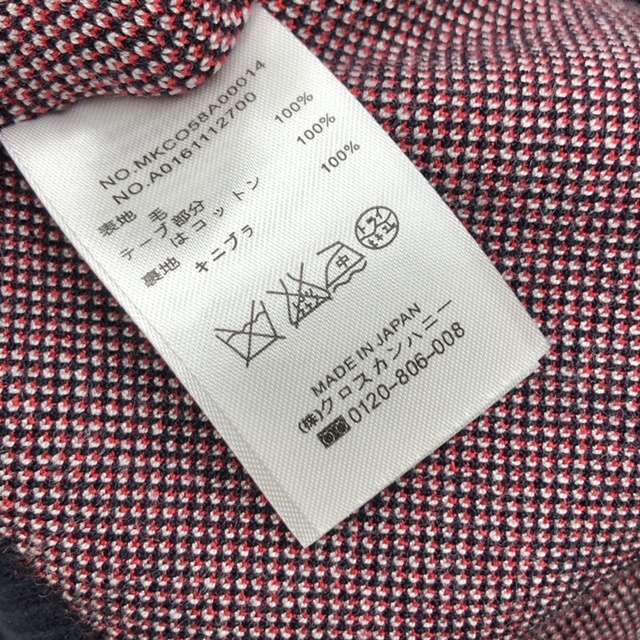 NO.MKCO58A00014
NO.A0161112700
表地 毛 100%
テープ部分
はコットン 100%
裏地 キュプラ 100%
中
ドライ
セキユ系
MADE IN JAPAN
(株)クロスカンパニー
0120-806-008